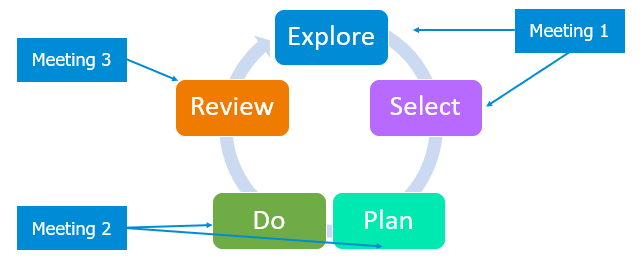 Explore
Meeting 1
Meeting 3
Review
Select
Do
Plan
Meeting 2